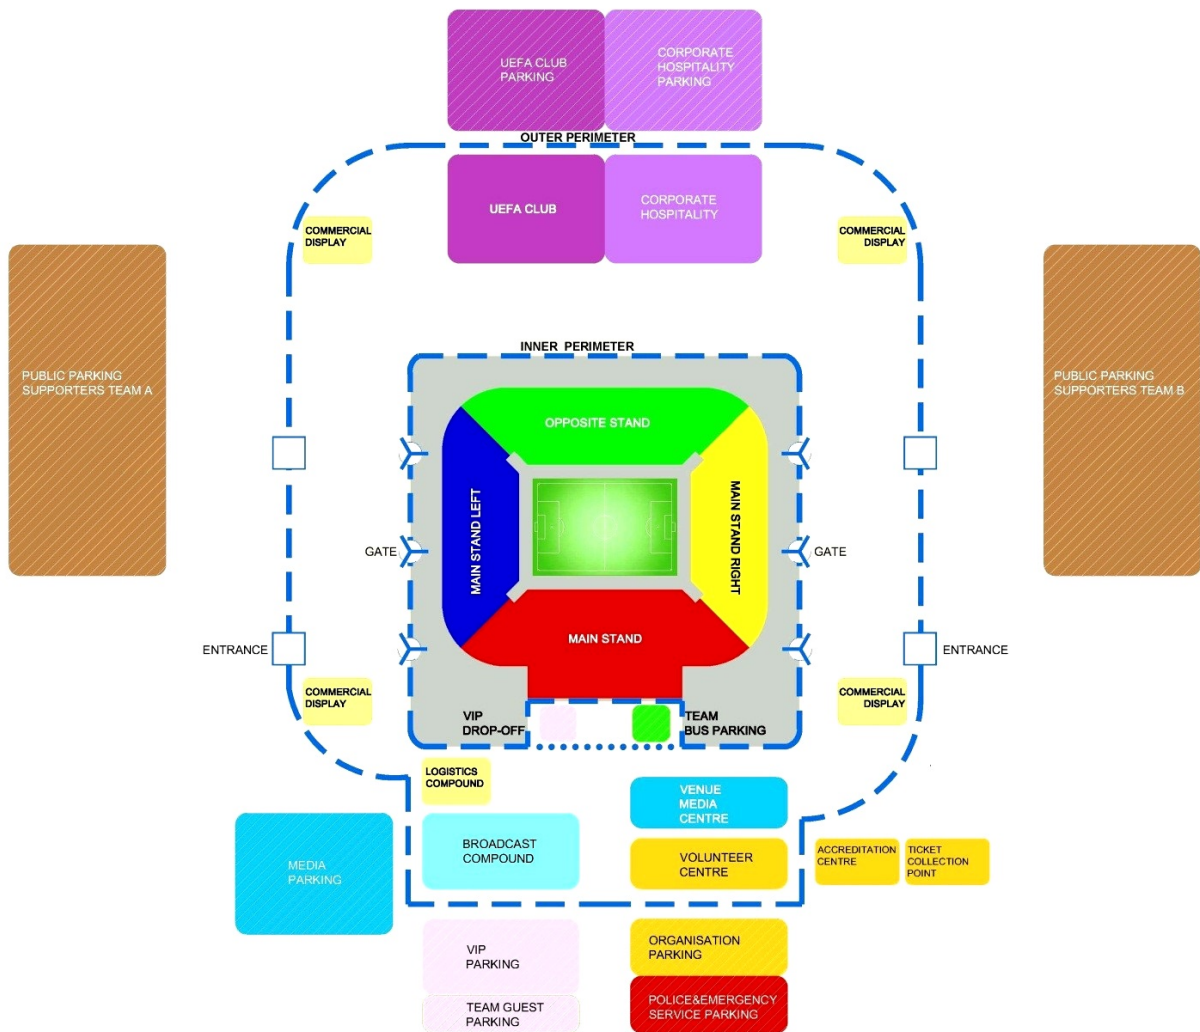 UEFA CLUB
PARKING
CORPORATE
HOSPITALITY
PARKING
OUTER PERIMETER
UEFA CLUB
CORPORATE
HOSPITALITY
COMMERCIAL
DISPLAY
COMMERCIAL
DISPLAY
PUBLIC PARKING
SUPPORTERS TEAM A
PUBLIC PARKING
SUPPORTERS TEAM B
INNER PERIMETER
OPPOSITE STAND
MAIN STAND LEFT
MAIN STAND RIGHT
GATE
GATE
MAIN STAND
ENTRANCE
ENTRANCE
COMMERCIAL
DISPLAY
COMMERCIAL
DISPLAY
VIP
DROP-OFF
TEAM
BUS PARKING
LOGISTICS
COMPOUND
VENUE
MEDIA
CENTRE
BROADCAST
COMPOUND
VOLUNTEER
CENTRE
ACCREDITATION
CENTRE
TICKET
COLLECTION
POINT
MEDIA
PARKING
VIP
PARKING
ORGANISATION
PARKING
TEAM GUEST
PARKING
POLICE&EMERGENCY
SERVICE PARKING